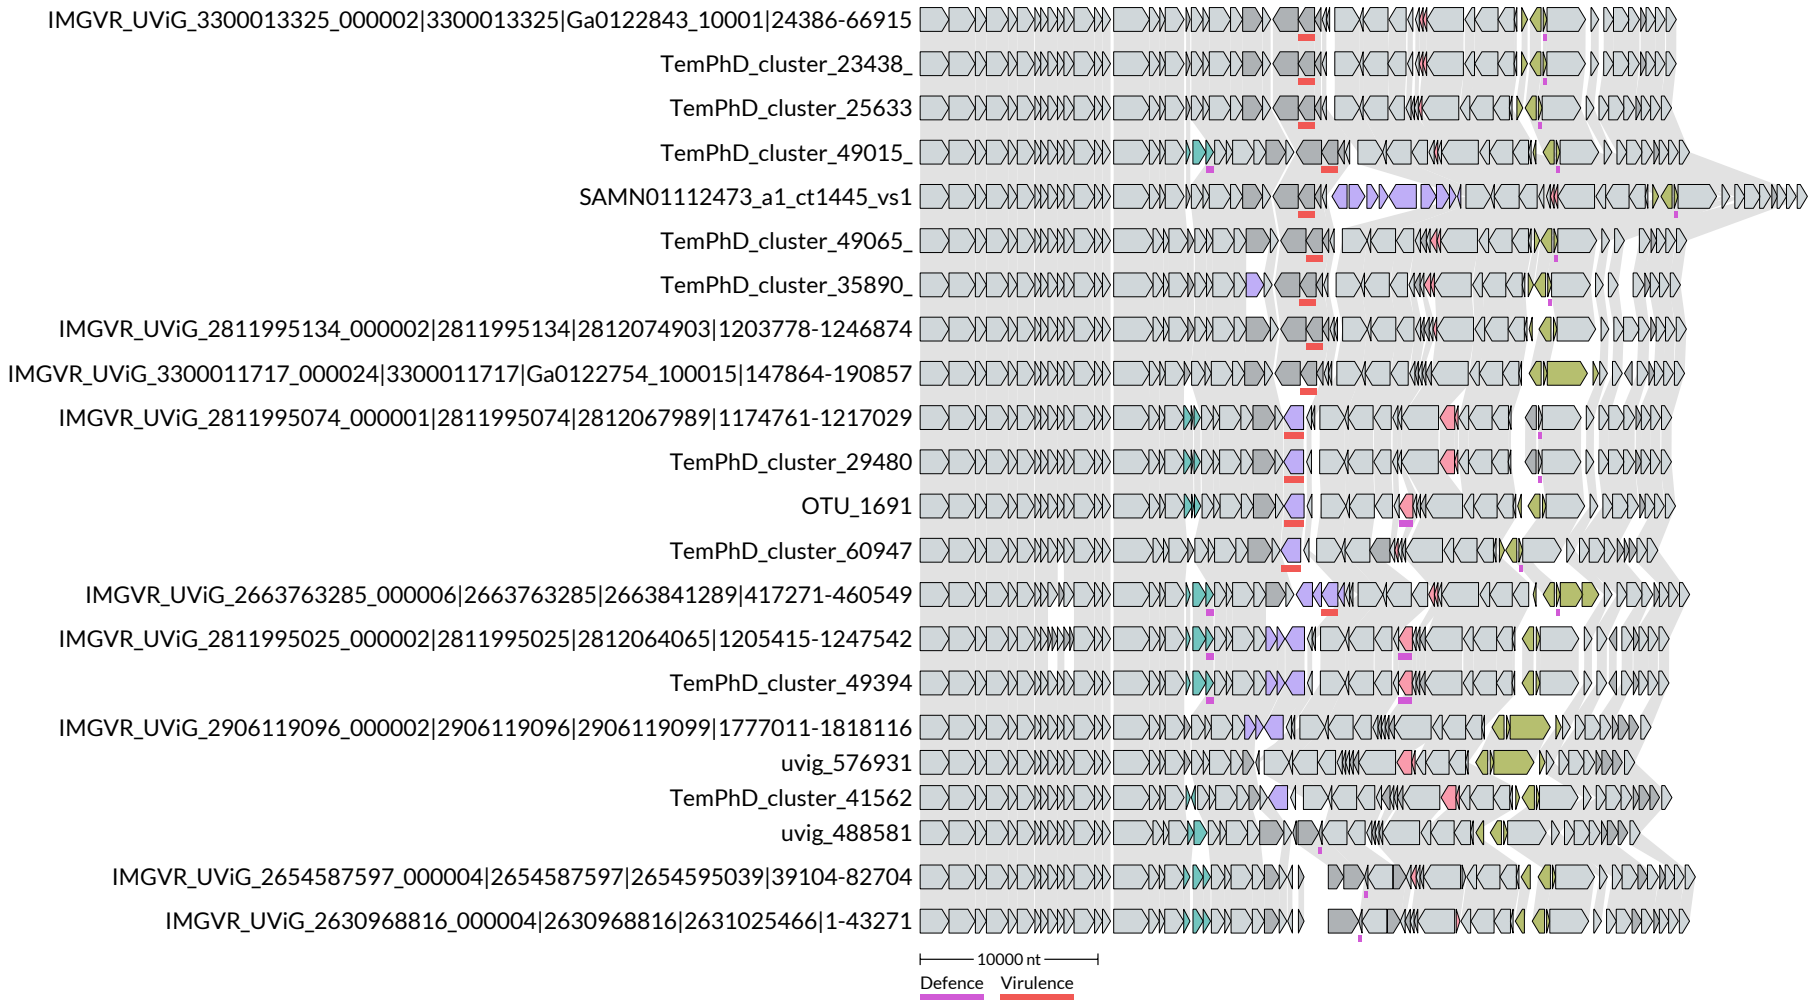 IMGVR_UViG_3300013325_000002|3300013325|Ga0122843_10001|24386-66915
TemPhD_cluster_23438_
TemPhD_cluster_25633
TemPhD_cluster_49015_
SAMN01112473_a1_ct1445_vs1
TemPhD_cluster_49065_
TemPhD_cluster_35890_
IMGVR_UViG_2811995134_000002|2811995134|2812074903|1203778-1246874
IMGVR_UViG_3300011717_000024|3300011717|Ga0122754_100015|147864-190857
IMGVR_UViG_2811995074_000001|2811995074|2812067989|1174761-1217029
TemPhD_cluster_29480
OTU_1691
TemPhD_cluster_60947
IMGVR_UViG_2663763285_000006|2663763285|2663841289|417271-460549
IMGVR_UViG_2811995025_000002|2811995025|2812064065|1205415-1247542
TemPhD_cluster_49394
IMGVR_UViG_2906119096_000002|2906119096|2906119099|1777011-1818116
uvig_576931
TemPhD_cluster_41562
uvig_488581
IMGVR_UViG_2654587597_000004|2654587597|2654595039|39104-82704
IMGVR_UViG_2630968816_000004|2630968816|2631025466|1-43271
10000 nt
Defence Virulence